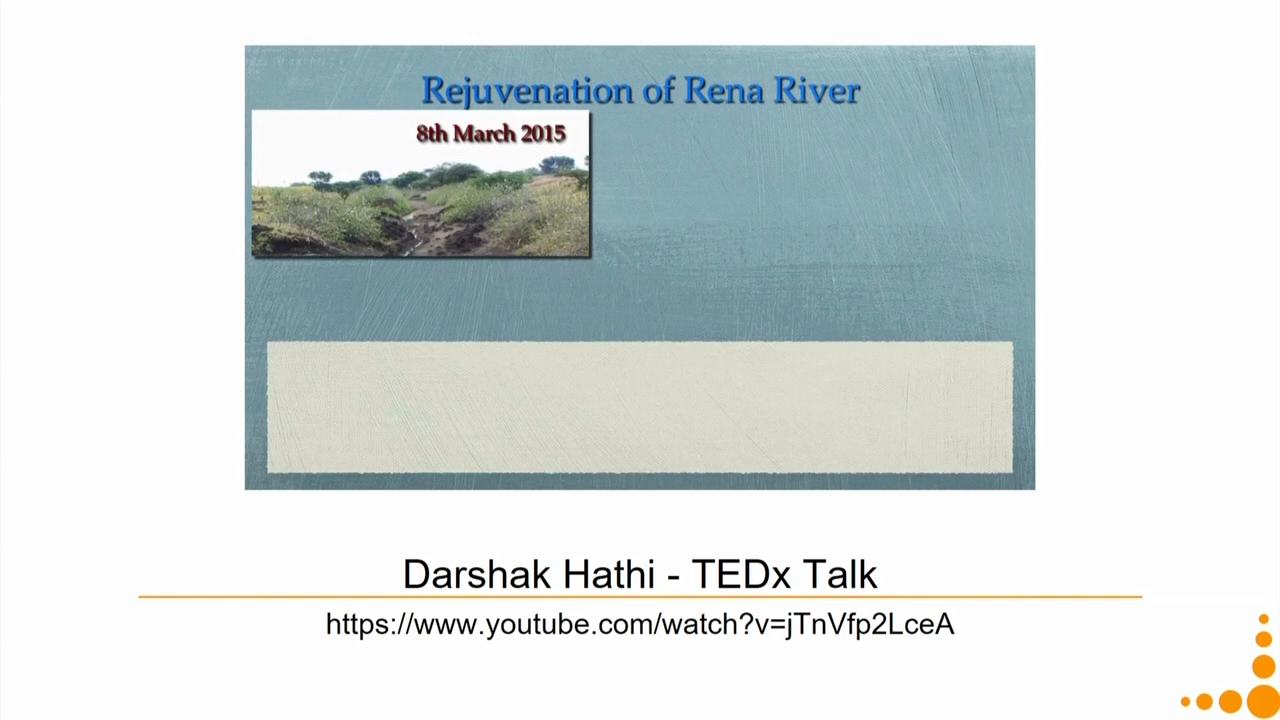 Rejuvenation of Rena River
8th March 2015
Darshak Hathi - TEDx Talk
https://www.youtube.com/watch?v=jTnVfp2LceA